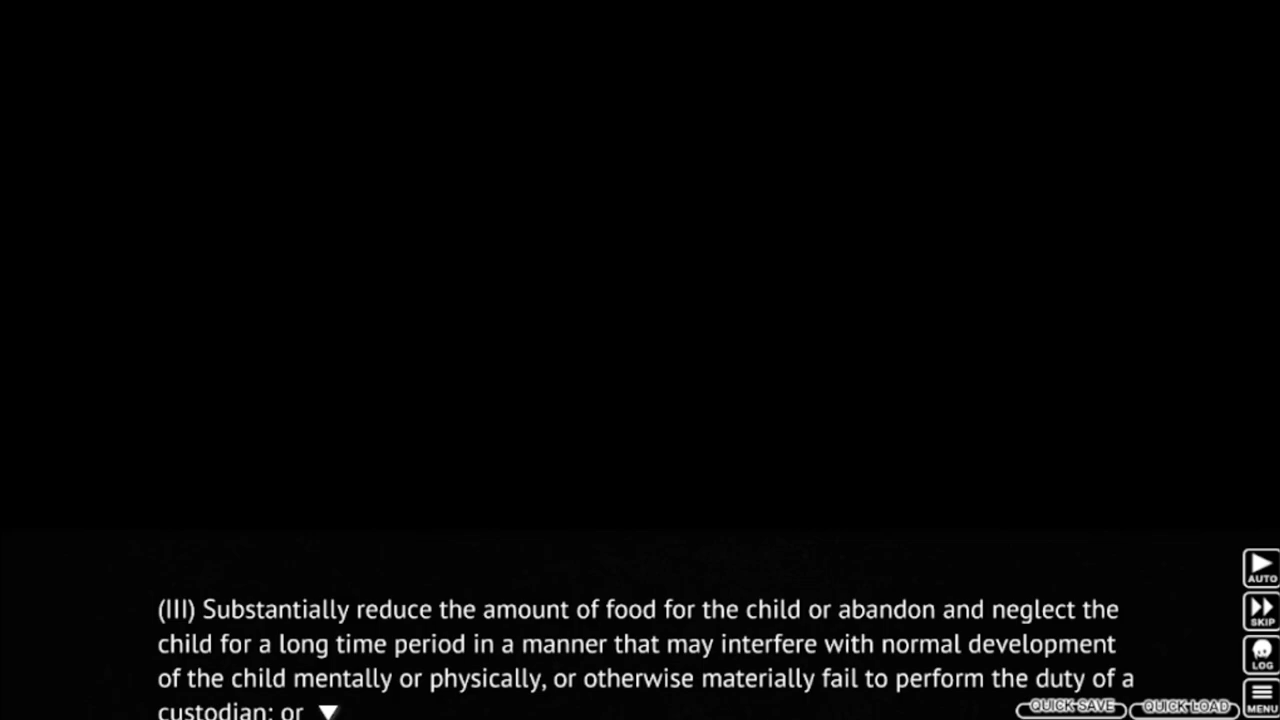 (III) Substantially reduce the amount of food for the child or abandon and neglect the
child for a long time period in a manner that may interfere with normal development
of the child mentally or physically, or otherwise materially fail to perform the duty of a
custodian; or
AUTO
SKIP
LOG
MENU
QUICK SAVE
QUICK LOAD